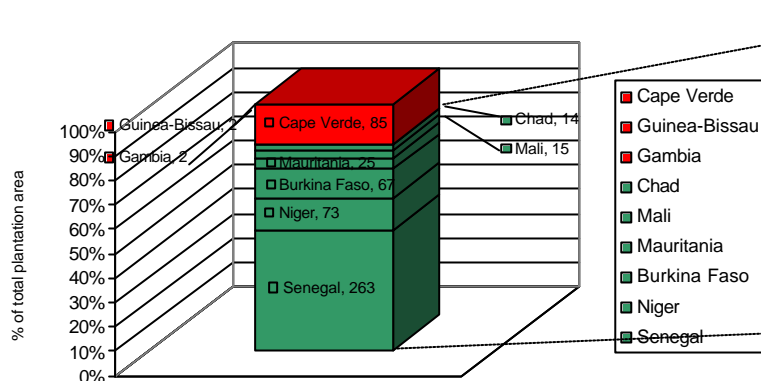 % of total plantation area
100%
90%
80%
70%
60%
50%
40%
30%
20%
10%
0%
Guinea-Bissau, 2
Gambia, 2
Cape Verde, 85
Chad, 14
Mali, 15
Mauritania, 25
Burkina Faso, 67
Niger, 73
Senegal, 263
Cape Verde
Guinea-Bissau
Gambia
Chad
Mali
Mauritania
Burkina Faso
Niger
Senegal